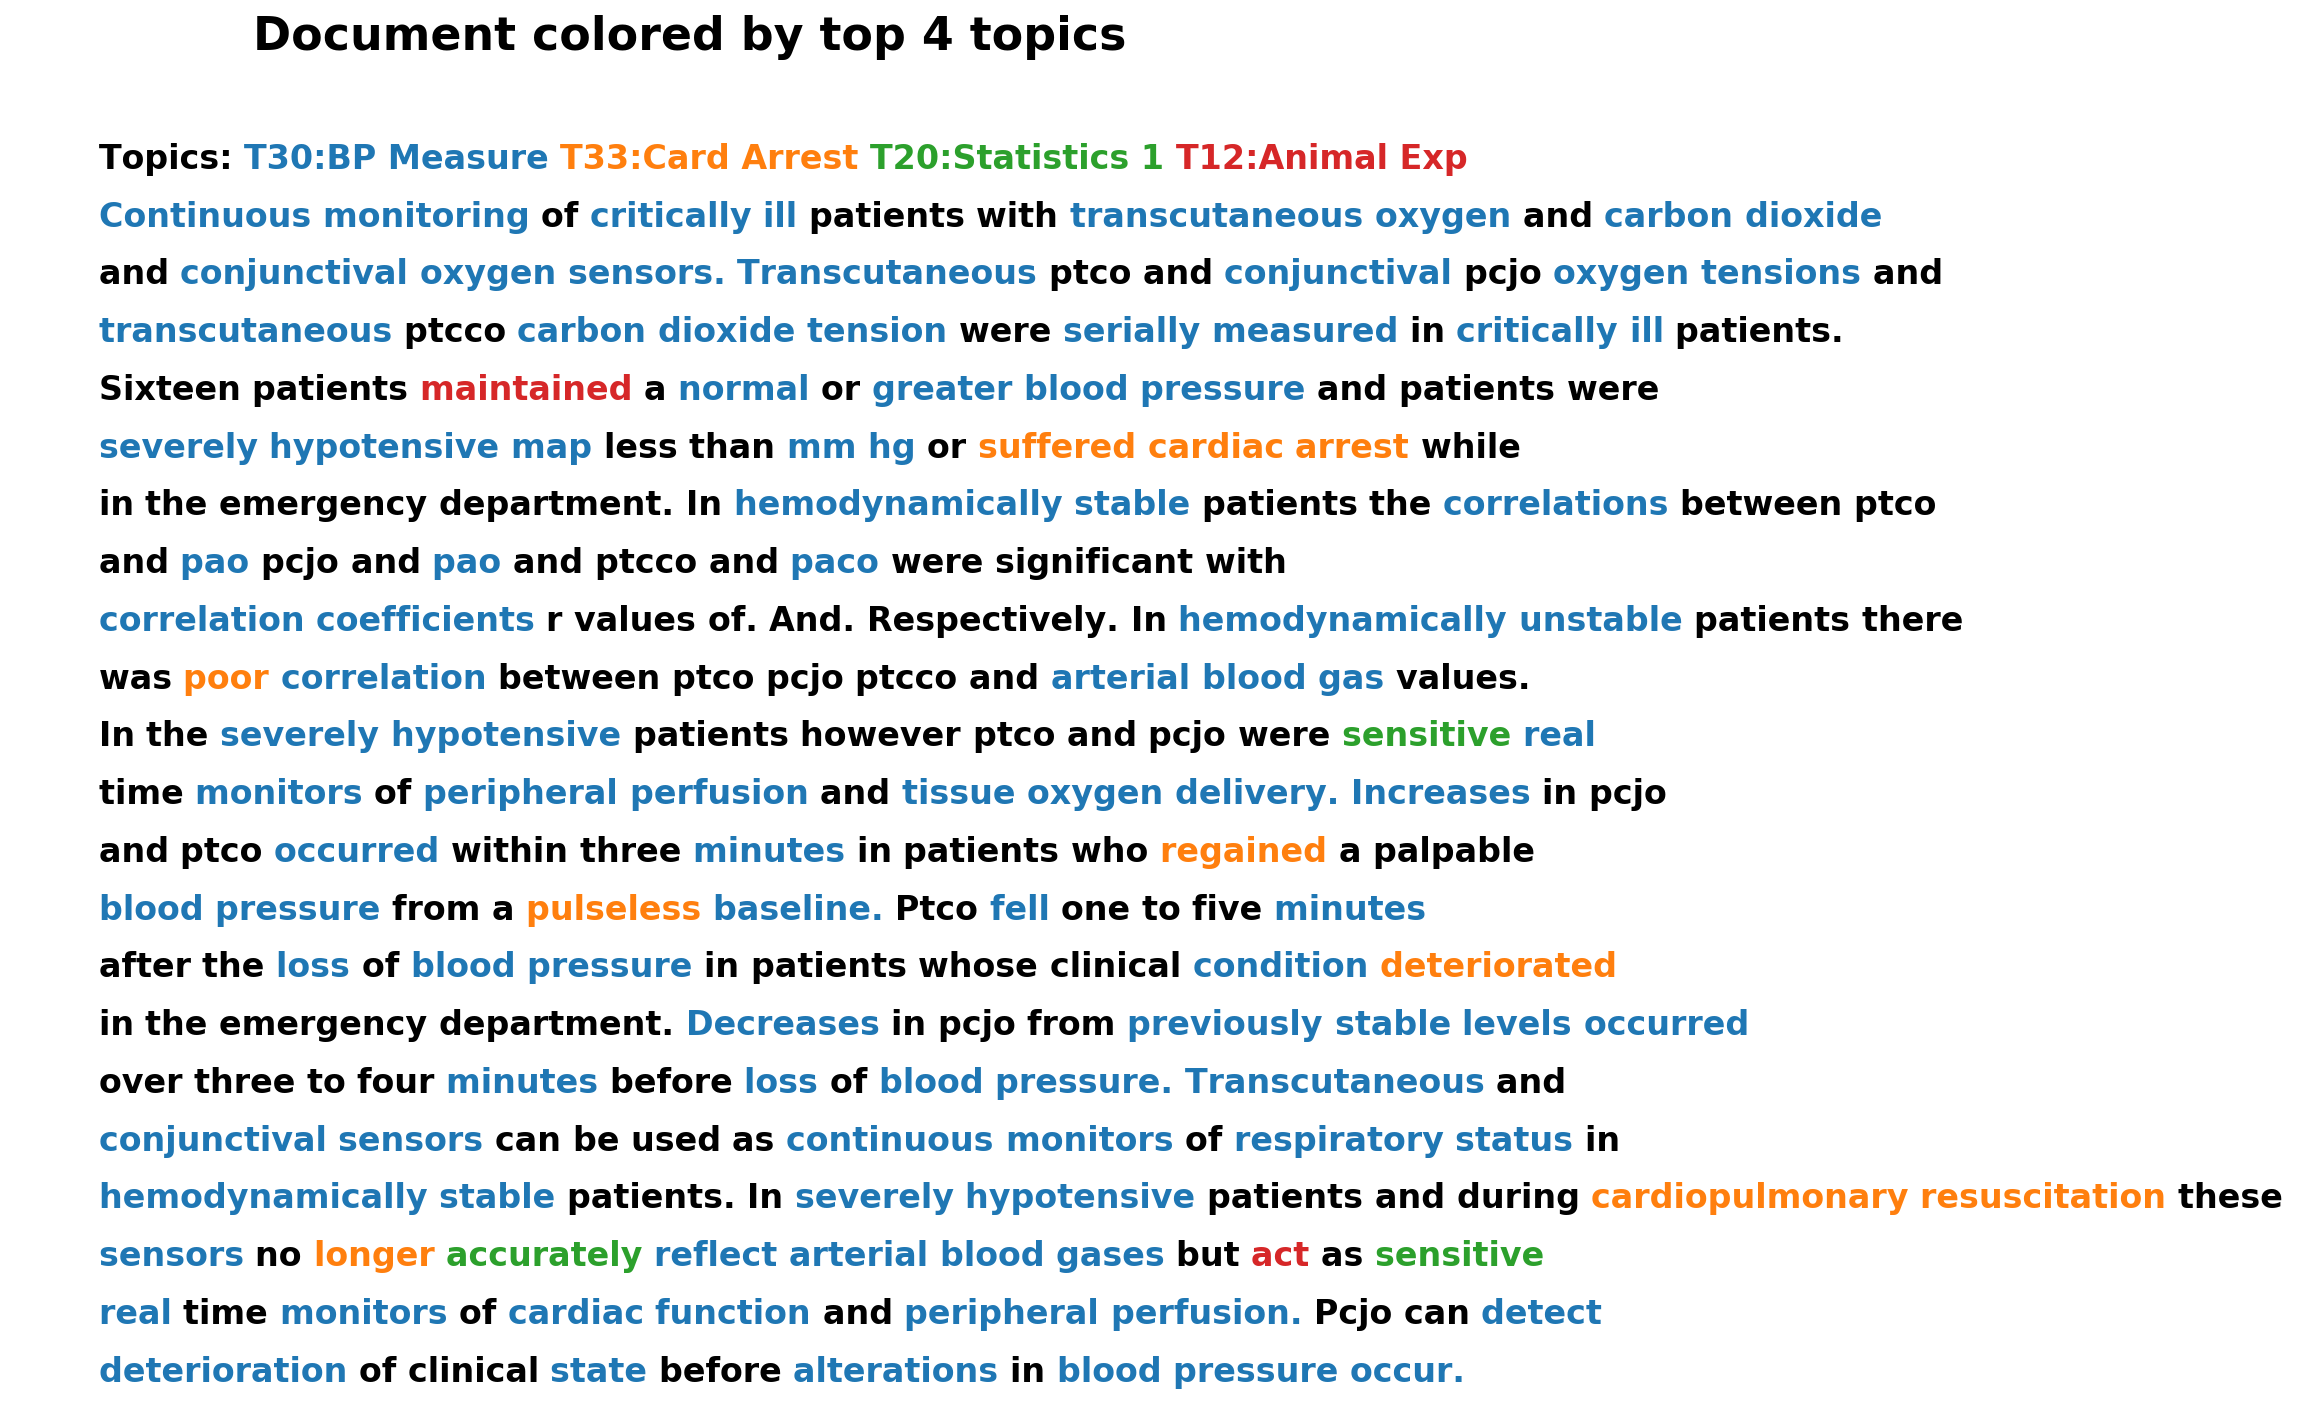 Document colored by top 4 topics
Topics: T30:BP Measure T33:Card Arrest T20:Statistics 1 T12:Animal Exp
Continuous monitoring of critically ill patients with transcutaneous oxygen and carbon dioxide
and conjunctival oxygen sensors. Transcutaneous ptco and conjunctival pcjo oxygen tensions and
transcutaneous ptcco carbon dioxide tension were serially measured in critically ill patients.
Sixteen patients maintained a normal or greater blood pressure and patients were
severely hypotensive map less than mm hg or suffered cardiac arrest while
in the emergency department. In hemodynamically stable patients the correlations between ptco
and pao pcjo and pao and ptcco and paco were significant with
correlation coefficients r values of. And. Respectively. In hemodynamically unstable patients there
was poor correlation between ptco pcjo ptcco and arterial blood gas values.
In the severely hypotensive patients however ptco and pcjo were sensitive real
time monitors of peripheral perfusion and tissue oxygen delivery. Increases in pcjo
and ptco occurred within three minutes in patients who regained a palpable
blood pressure from a pulseless baseline. Ptco fell one to five minutes
after the loss of blood pressure in patients whose clinical condition deteriorated
in the emergency department. Decreases in pcjo from previously stable levels occurred
over three to four minutes before loss of blood pressure. Transcutaneous and
conjunctival sensors can be used as continuous monitors of respiratory status in
hemodynamically stable patients. In severely hypotensive patients and during cardiopulmonary resuscitation these
sensors no longer accurately reflect arterial blood gases but act as sensitive
real time monitors of cardiac function and peripheral perfusion. Pcjo can detect
deterioration of clinical state before alterations in blood pressure occur.